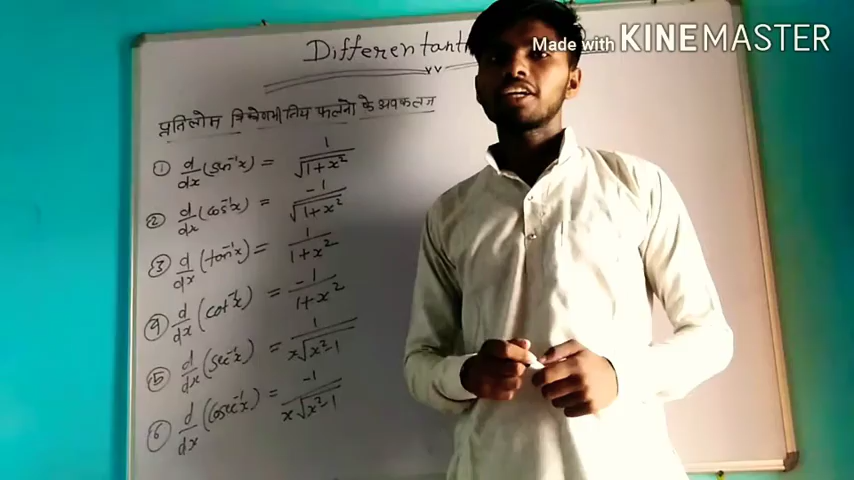 Differentant
Made with KINEMASTER
प्रतिलोम त्रिकोणमीतिय फलनो के अवकलन
① d/dx (sin⁻¹x) = 1/√(1+x²)
② d/dx (cos⁻¹x) = -1/√(1+x²)
③ d/dx (tan⁻¹x) = 1/(1+x²)
④ d/dx (cot⁻¹x) = -1/(1+x²)
⑤ d/dx (sec⁻¹x) = 1/(x√(x²-1))
⑥ d/dx (cosec⁻¹x) = -1/(x√(x²-1))